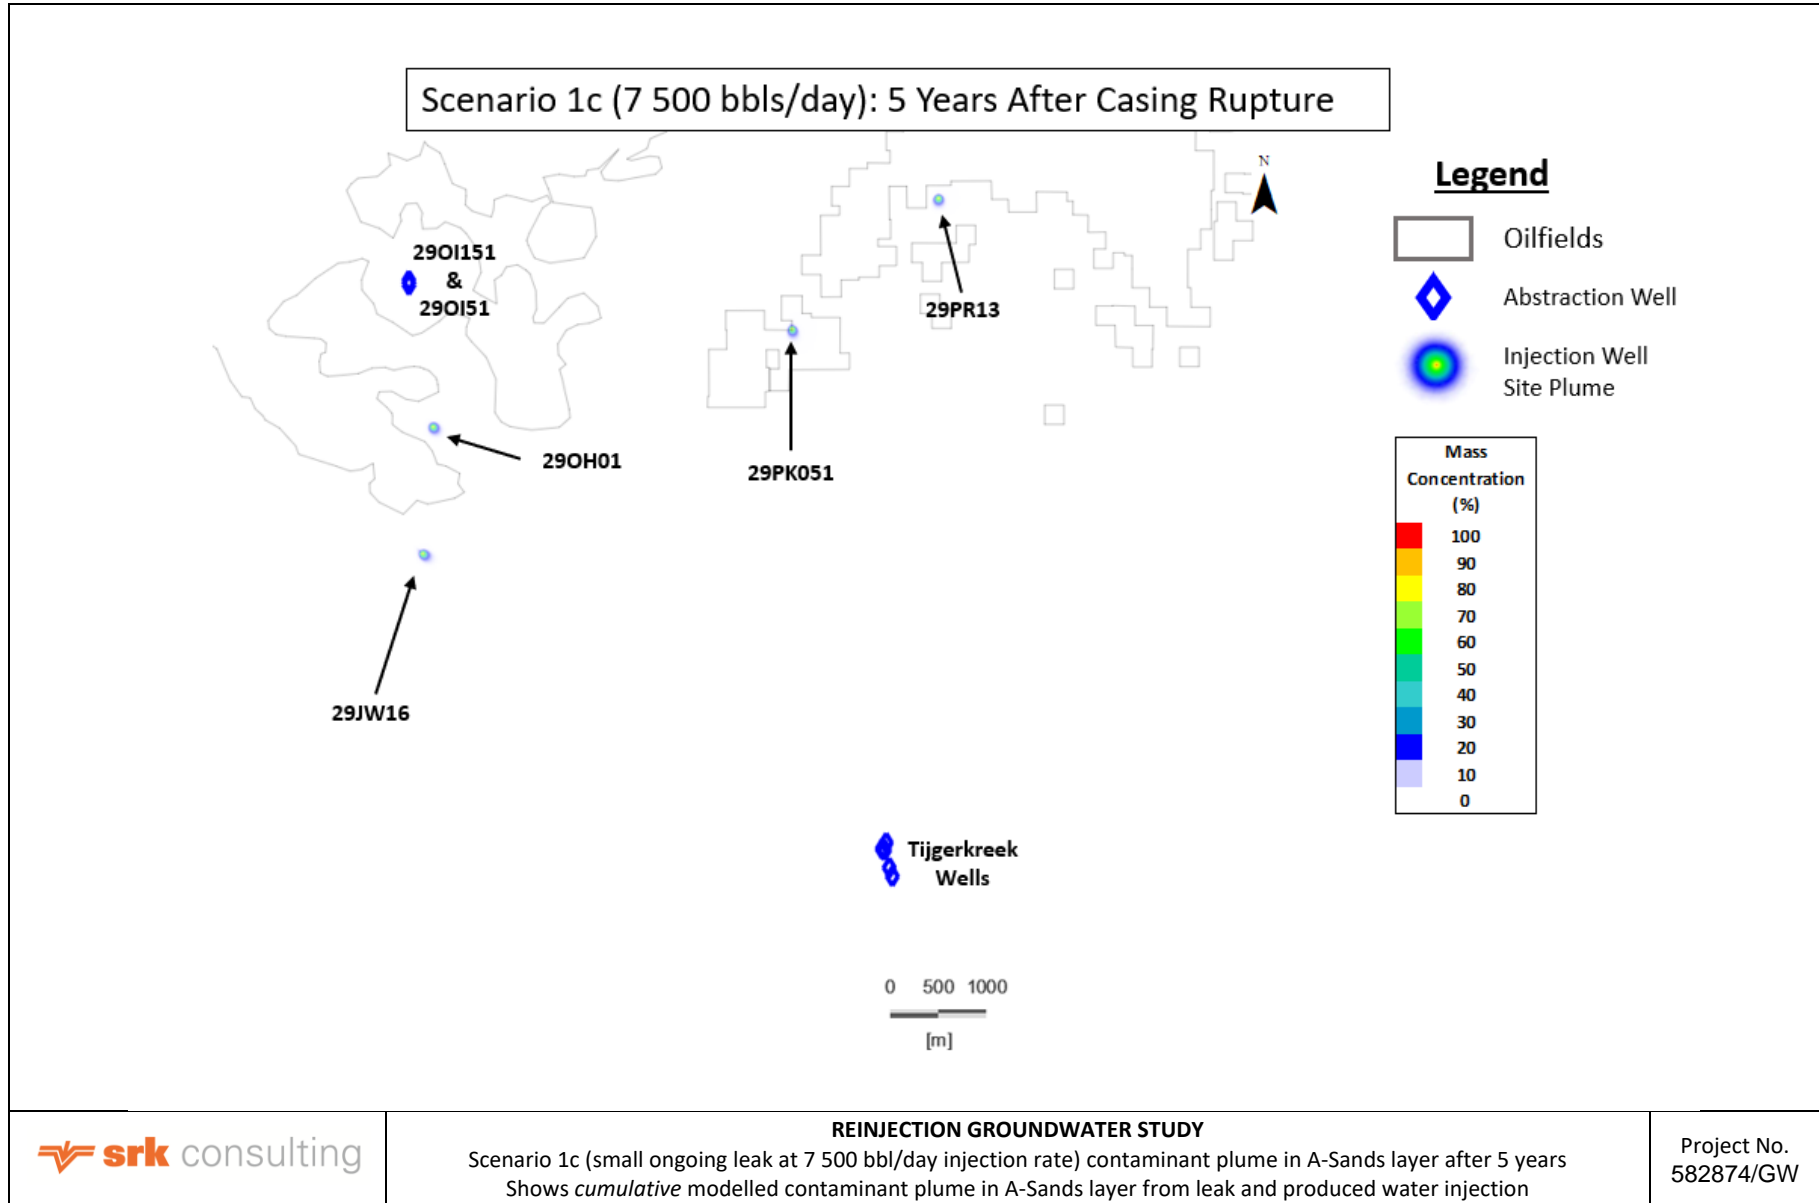 Scenario 1c (7 500 bbls/day): 5 Years After Casing Rupture
N
Legend
Oilfields
Abstraction Well
Injection Well
Site Plume
29OI151
&
29OI51
29PR13
29OH01
29PK051
29JW16
Mass
Concentration
(%)
100
90
80
70
60
50
40
30
20
10
0
Tijgerkreek
Wells
0 500 1000
[m]
srk consulting
REINJECTION GROUNDWATER STUDY
Scenario 1c (small ongoing leak at 7 500 bbl/day injection rate) contaminant plume in A-Sands layer after 5 years
Shows cumulative modelled contaminant plume in A-Sands layer from leak and produced water injection
Project No.
582874/GW